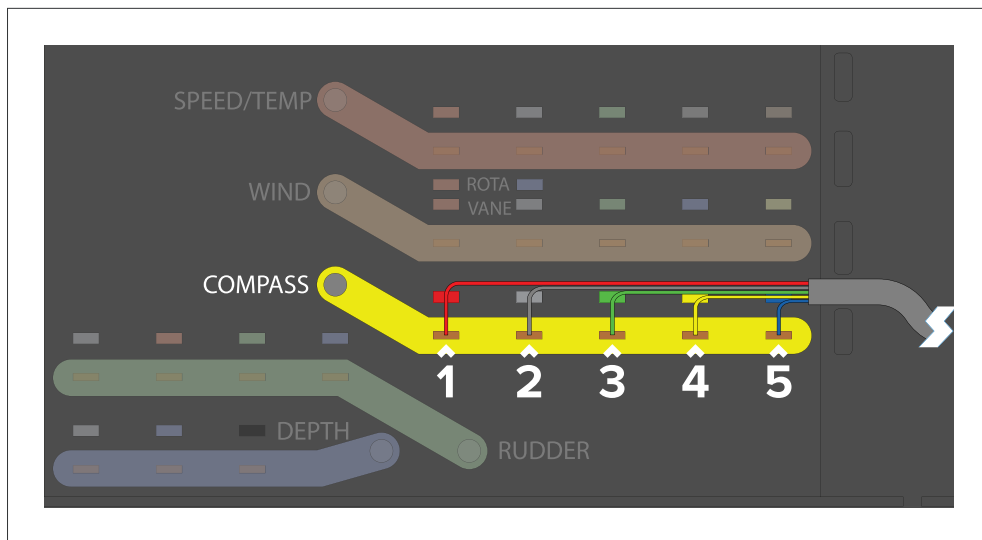 SPEED/TEMP
ROTA
WIND
VANE
COMPASS
1 2 3 4 5
DEPTH
RUDDER